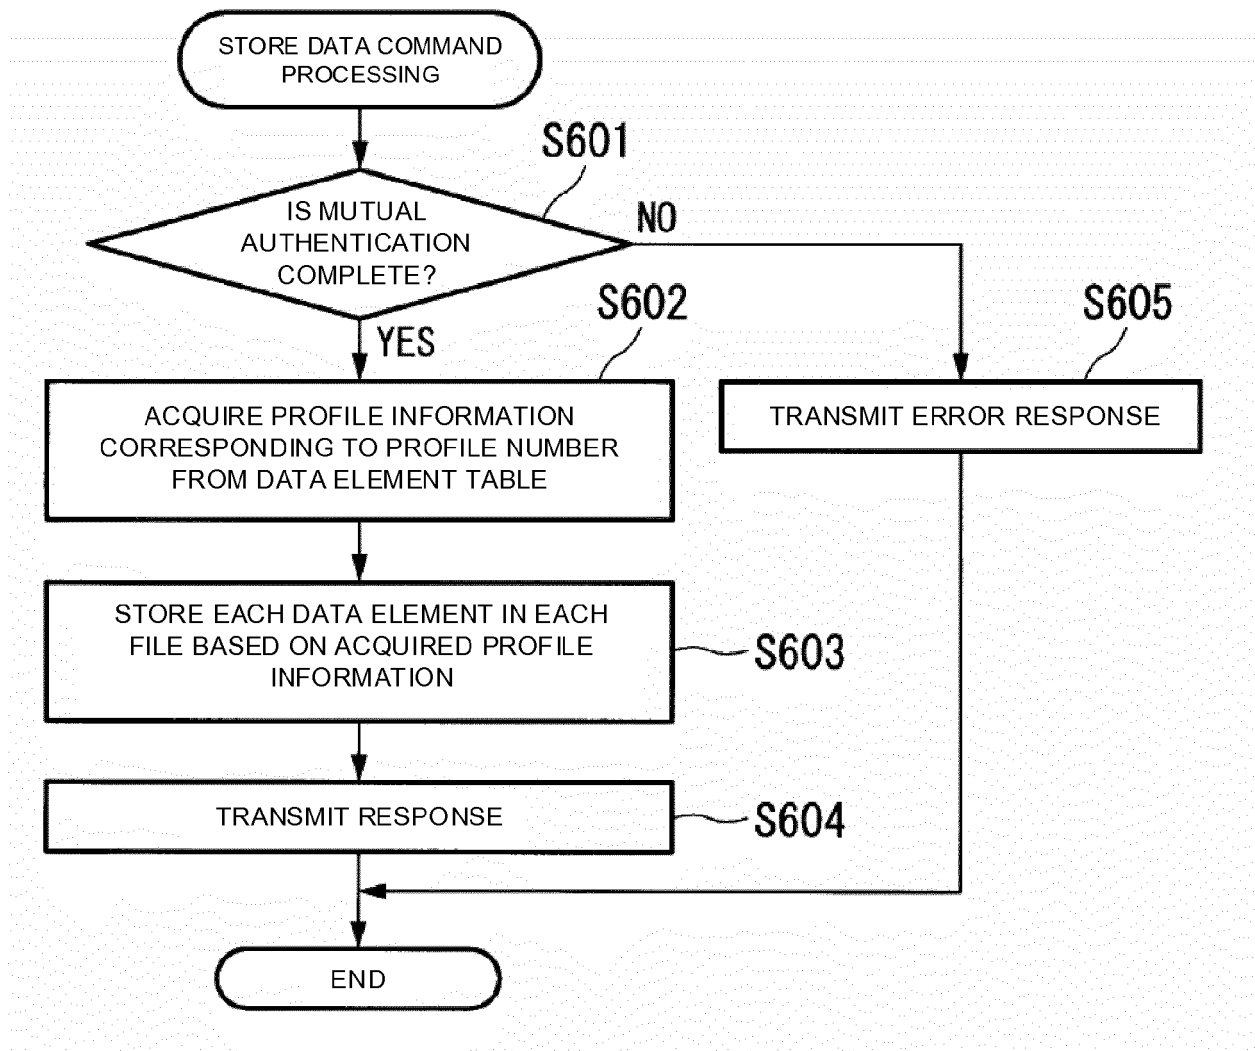 STORE DATA COMMAND
PROCESSING
S601
IS MUTUAL
AUTHENTICATION
COMPLETE?
NO
YES
S602
S605
ACQUIRE PROFILE INFORMATION
CORRESPONDING TO PROFILE NUMBER
FROM DATA ELEMENT TABLE
TRANSMIT ERROR RESPONSE
STORE EACH DATA ELEMENT IN EACH
FILE BASED ON ACQUIRED PROFILE
INFORMATION
S603
TRANSMIT RESPONSE
S604
END